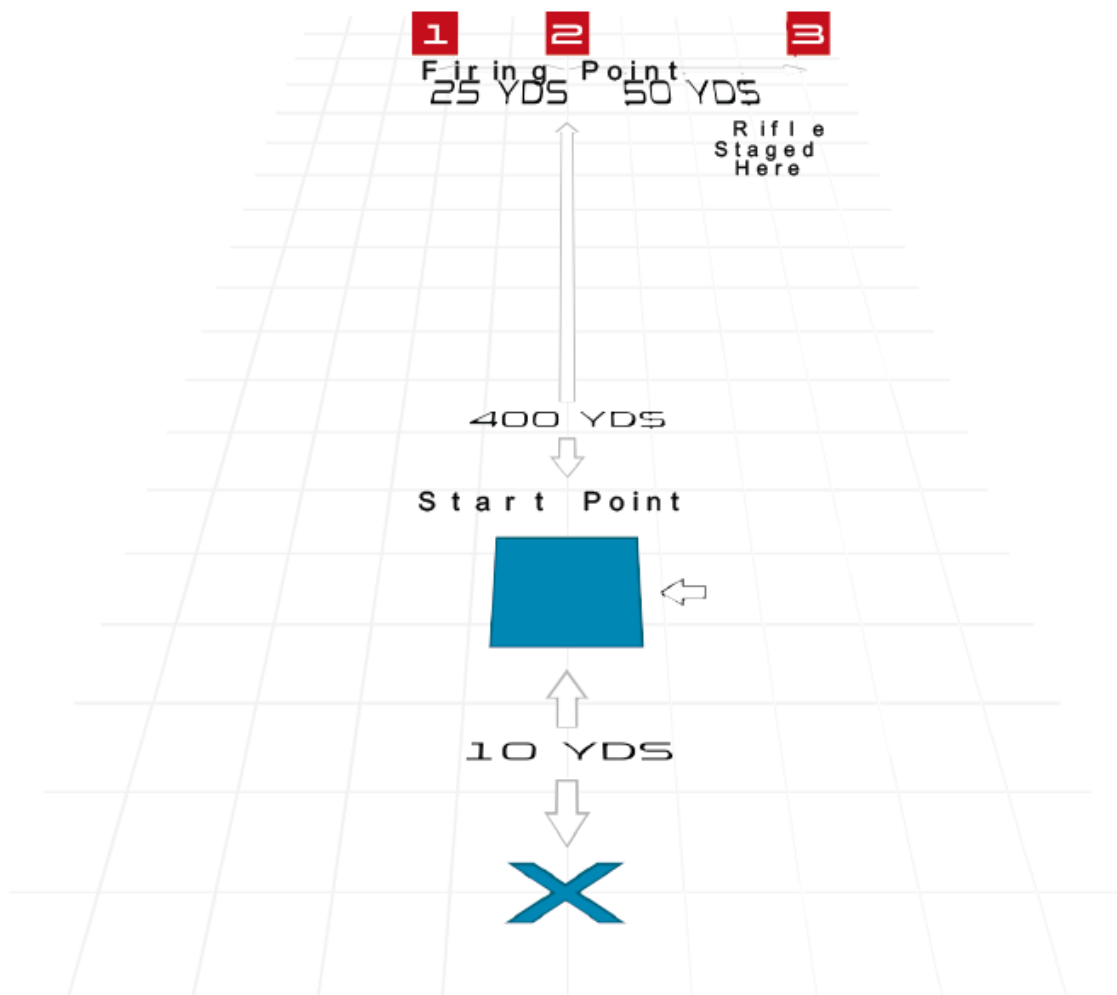 1 2 3
Firing Point
25 YDS 50 YDS
Rifle
Staged
Here
400 YDS
Start Point
10 YDS